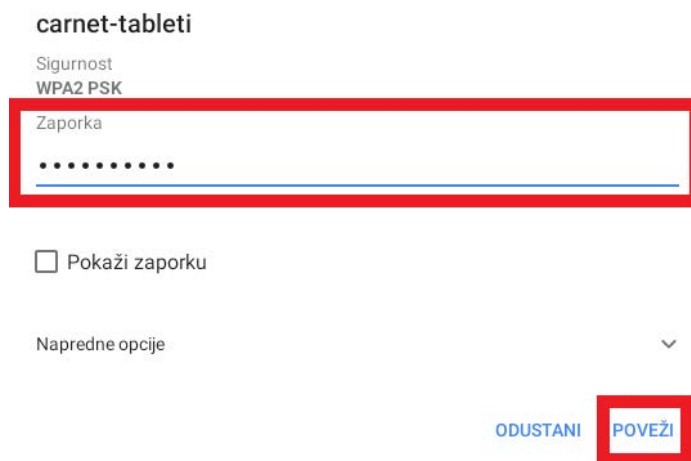 carnet-tableti
Sigurnost
WPA2 PSK
Zaporka
••••••••••
Pokaži zaporku
Napredne opcije
ODUSTANI POVEŽI